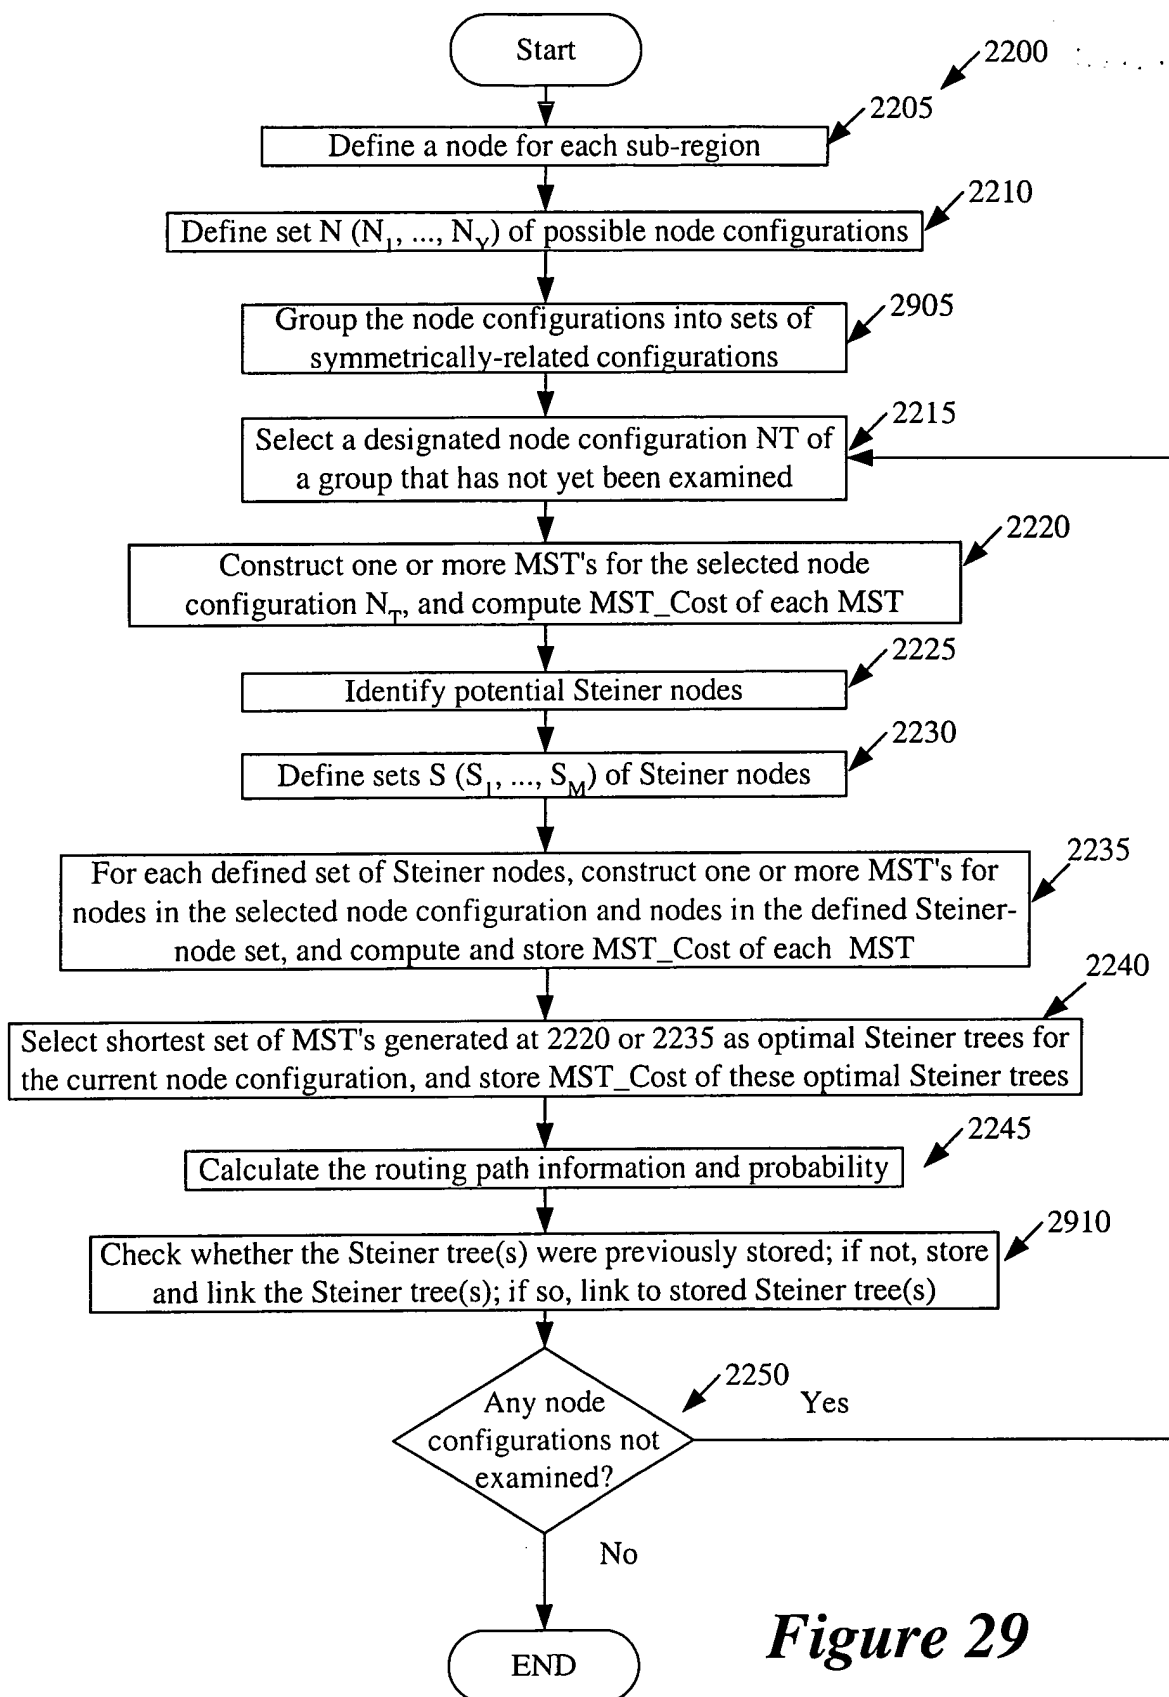 Start
2200
2205
Define a node for each sub-region
2210
Define set N (N1, ..., NY) of possible node configurations
2905
Group the node configurations into sets of
symmetrically-related configurations
2215
Select a designated node configuration NT of
a group that has not yet been examined
2220
Construct one or more MST's for the selected node
configuration NT, and compute MST_Cost of each MST
2225
Identify potential Steiner nodes
2230
Define sets S (S1, ..., SM) of Steiner nodes
2235
For each defined set of Steiner nodes, construct one or more MST's for
nodes in the selected node configuration and nodes in the defined Steiner-
node set, and compute and store MST_Cost of each MST
2240
Select shortest set of MST's generated at 2220 or 2235 as optimal Steiner trees for
the current node configuration, and store MST_Cost of these optimal Steiner trees
2245
Calculate the routing path information and probability
2910
Check whether the Steiner tree(s) were previously stored; if not, store
and link the Steiner tree(s); if so, link to stored Steiner tree(s)
2250
Any node
configurations not
examined?
Yes
No
END
Figure 29